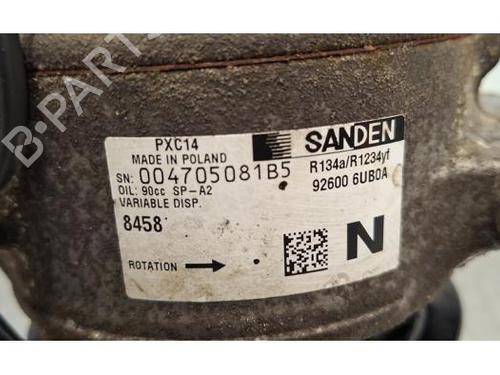 PXC14
MADE IN POLAND
SN: 004705081B5
OIL: 90cc SP-A2
VARIABLE DISP.
8458
ROTATION
SANDEN
R134a/R1234yf
92600 6UB0A
N
B-PARTS